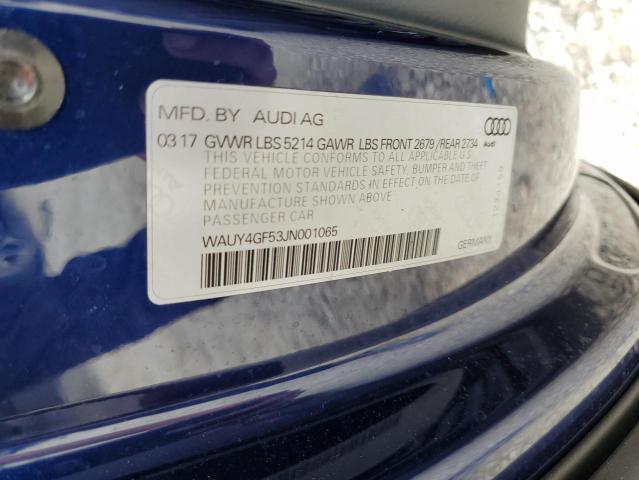 MFD. BY AUDI AG
03 17 GVWR LBS 5214 GAWR LBS FRONT 2679 / REAR 2734
Audi
THIS VEHICLE CONFORMS TO ALL APPLICABLE U.S
FEDERAL MOTOR VEHICLE SAFETY, BUMPER AND THEFT
PREVENTION STANDARDS IN EFFECT ON THE DATE OF
MANUFACTURE SHOWN ABOVE
PASSENGER CAR
WAUY4GF53JN001065
GERMANY